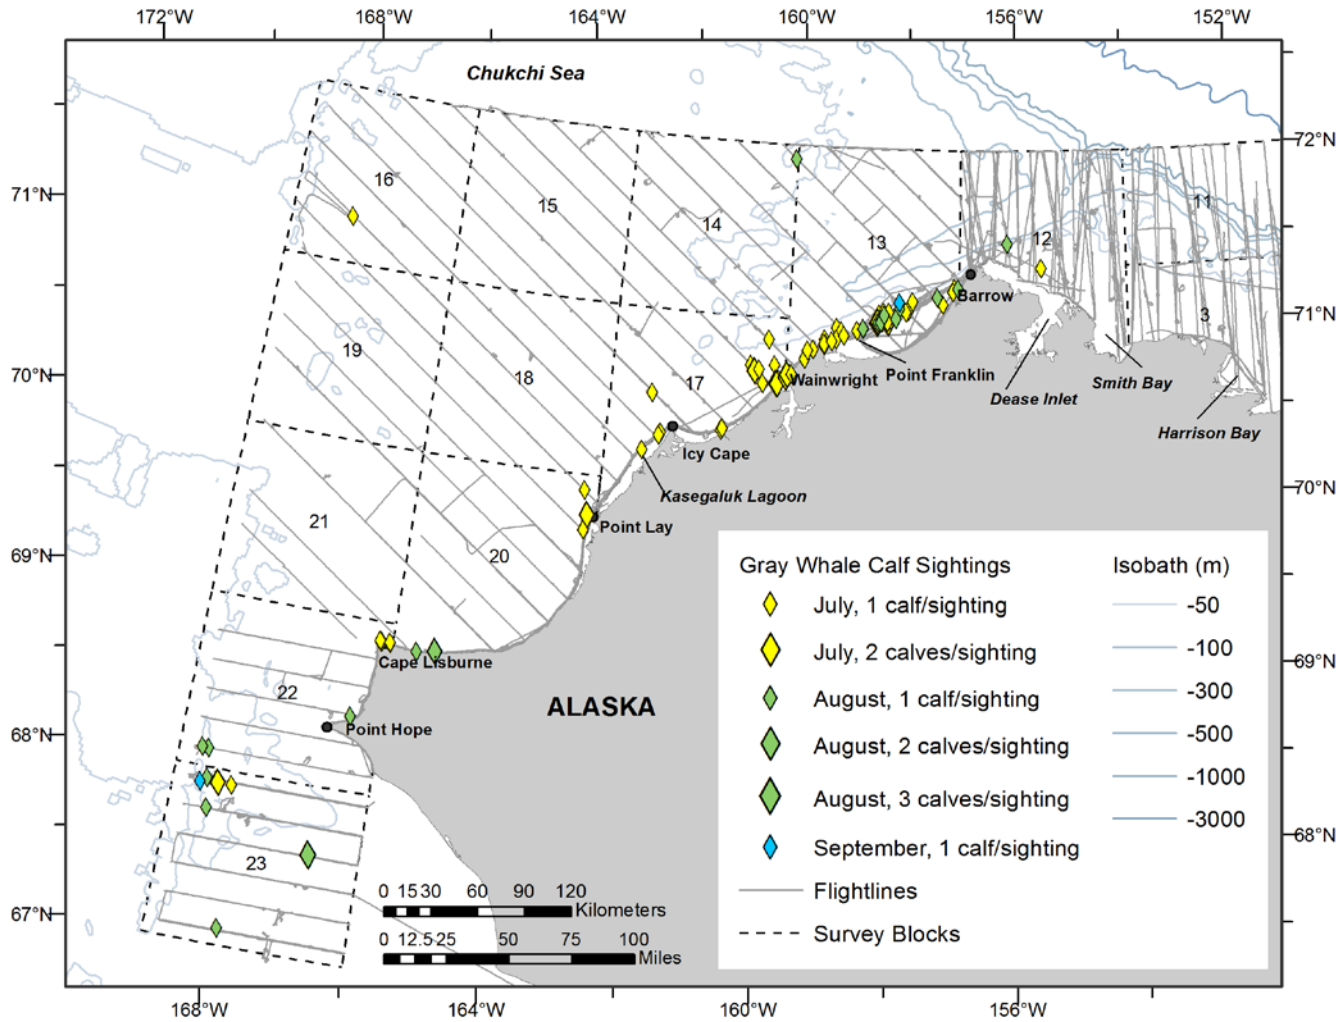 172°W 168°W 164°W 160°W 156°W 152°W
Chukchi Sea
72°N
71°N
16
15
14
13
12
11
Barrow
3
71°N
19
18
17
70°N
Wainwright
Point Franklin
Dease Inlet
Smith Bay
Harrison Bay
Icy Cape
Kasegaluk Lagoon
70°N
21
Point Lay
20
69°N
Cape Lisburne
69°N
22
Point Hope
68°N
ALASKA
23
67°N
68°N
Gray Whale Calf Sightings
July, 1 calf/sighting
July, 2 calves/sighting
August, 1 calf/sighting
August, 2 calves/sighting
August, 3 calves/sighting
September, 1 calf/sighting
Flightlines
Survey Blocks
Isobath (m)
-50
-100
-300
-500
-1000
-3000
0 15 30 60 90 120
Kilometers
0 12.5 25 50 75 100
Miles
168°W 164°W 160°W 156°W